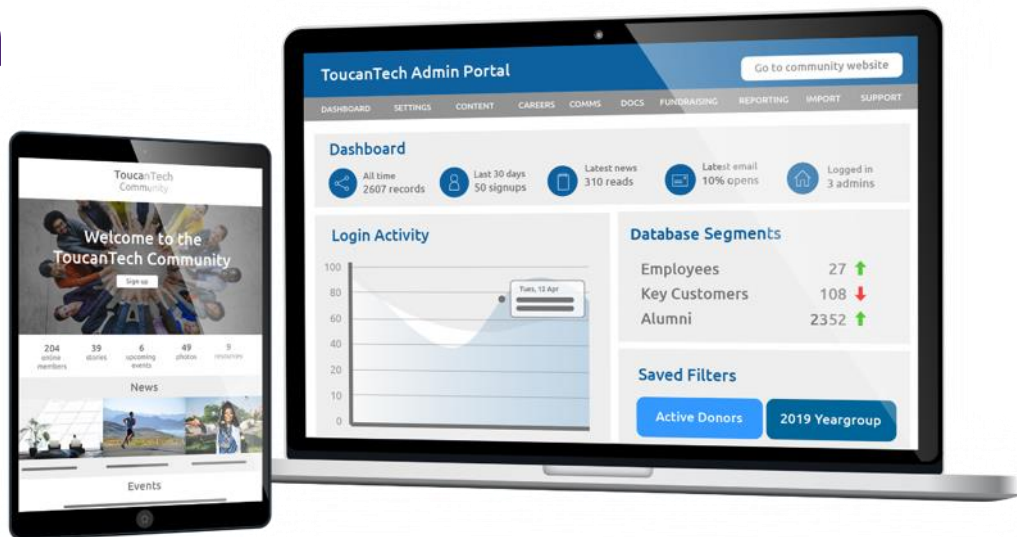 ToucanTech
Community
Welcome to the
ToucanTech Community
Sign up
204 39 6 49 9
online members stories upcoming events photos resources
News
Events
ToucanTech Admin Portal
Go to community website
DASHBOARD SETTINGS CONTENT CAREERS COMMS DOCS FUNDRAISING REPORTING IMPORT SUPPORT
Dashboard
All time
2607 records
Last 30 days
50 signups
Latest news
310 reads
Latest email
10% opens
Logged in
3 admins
Login Activity
100
80
60
40
20
10
0
Tues, 12 Apr
Database Segments
Employees 27
Key Customers 108
Alumni 2352
Saved Filters
Active Donors
2019 Yeargroup